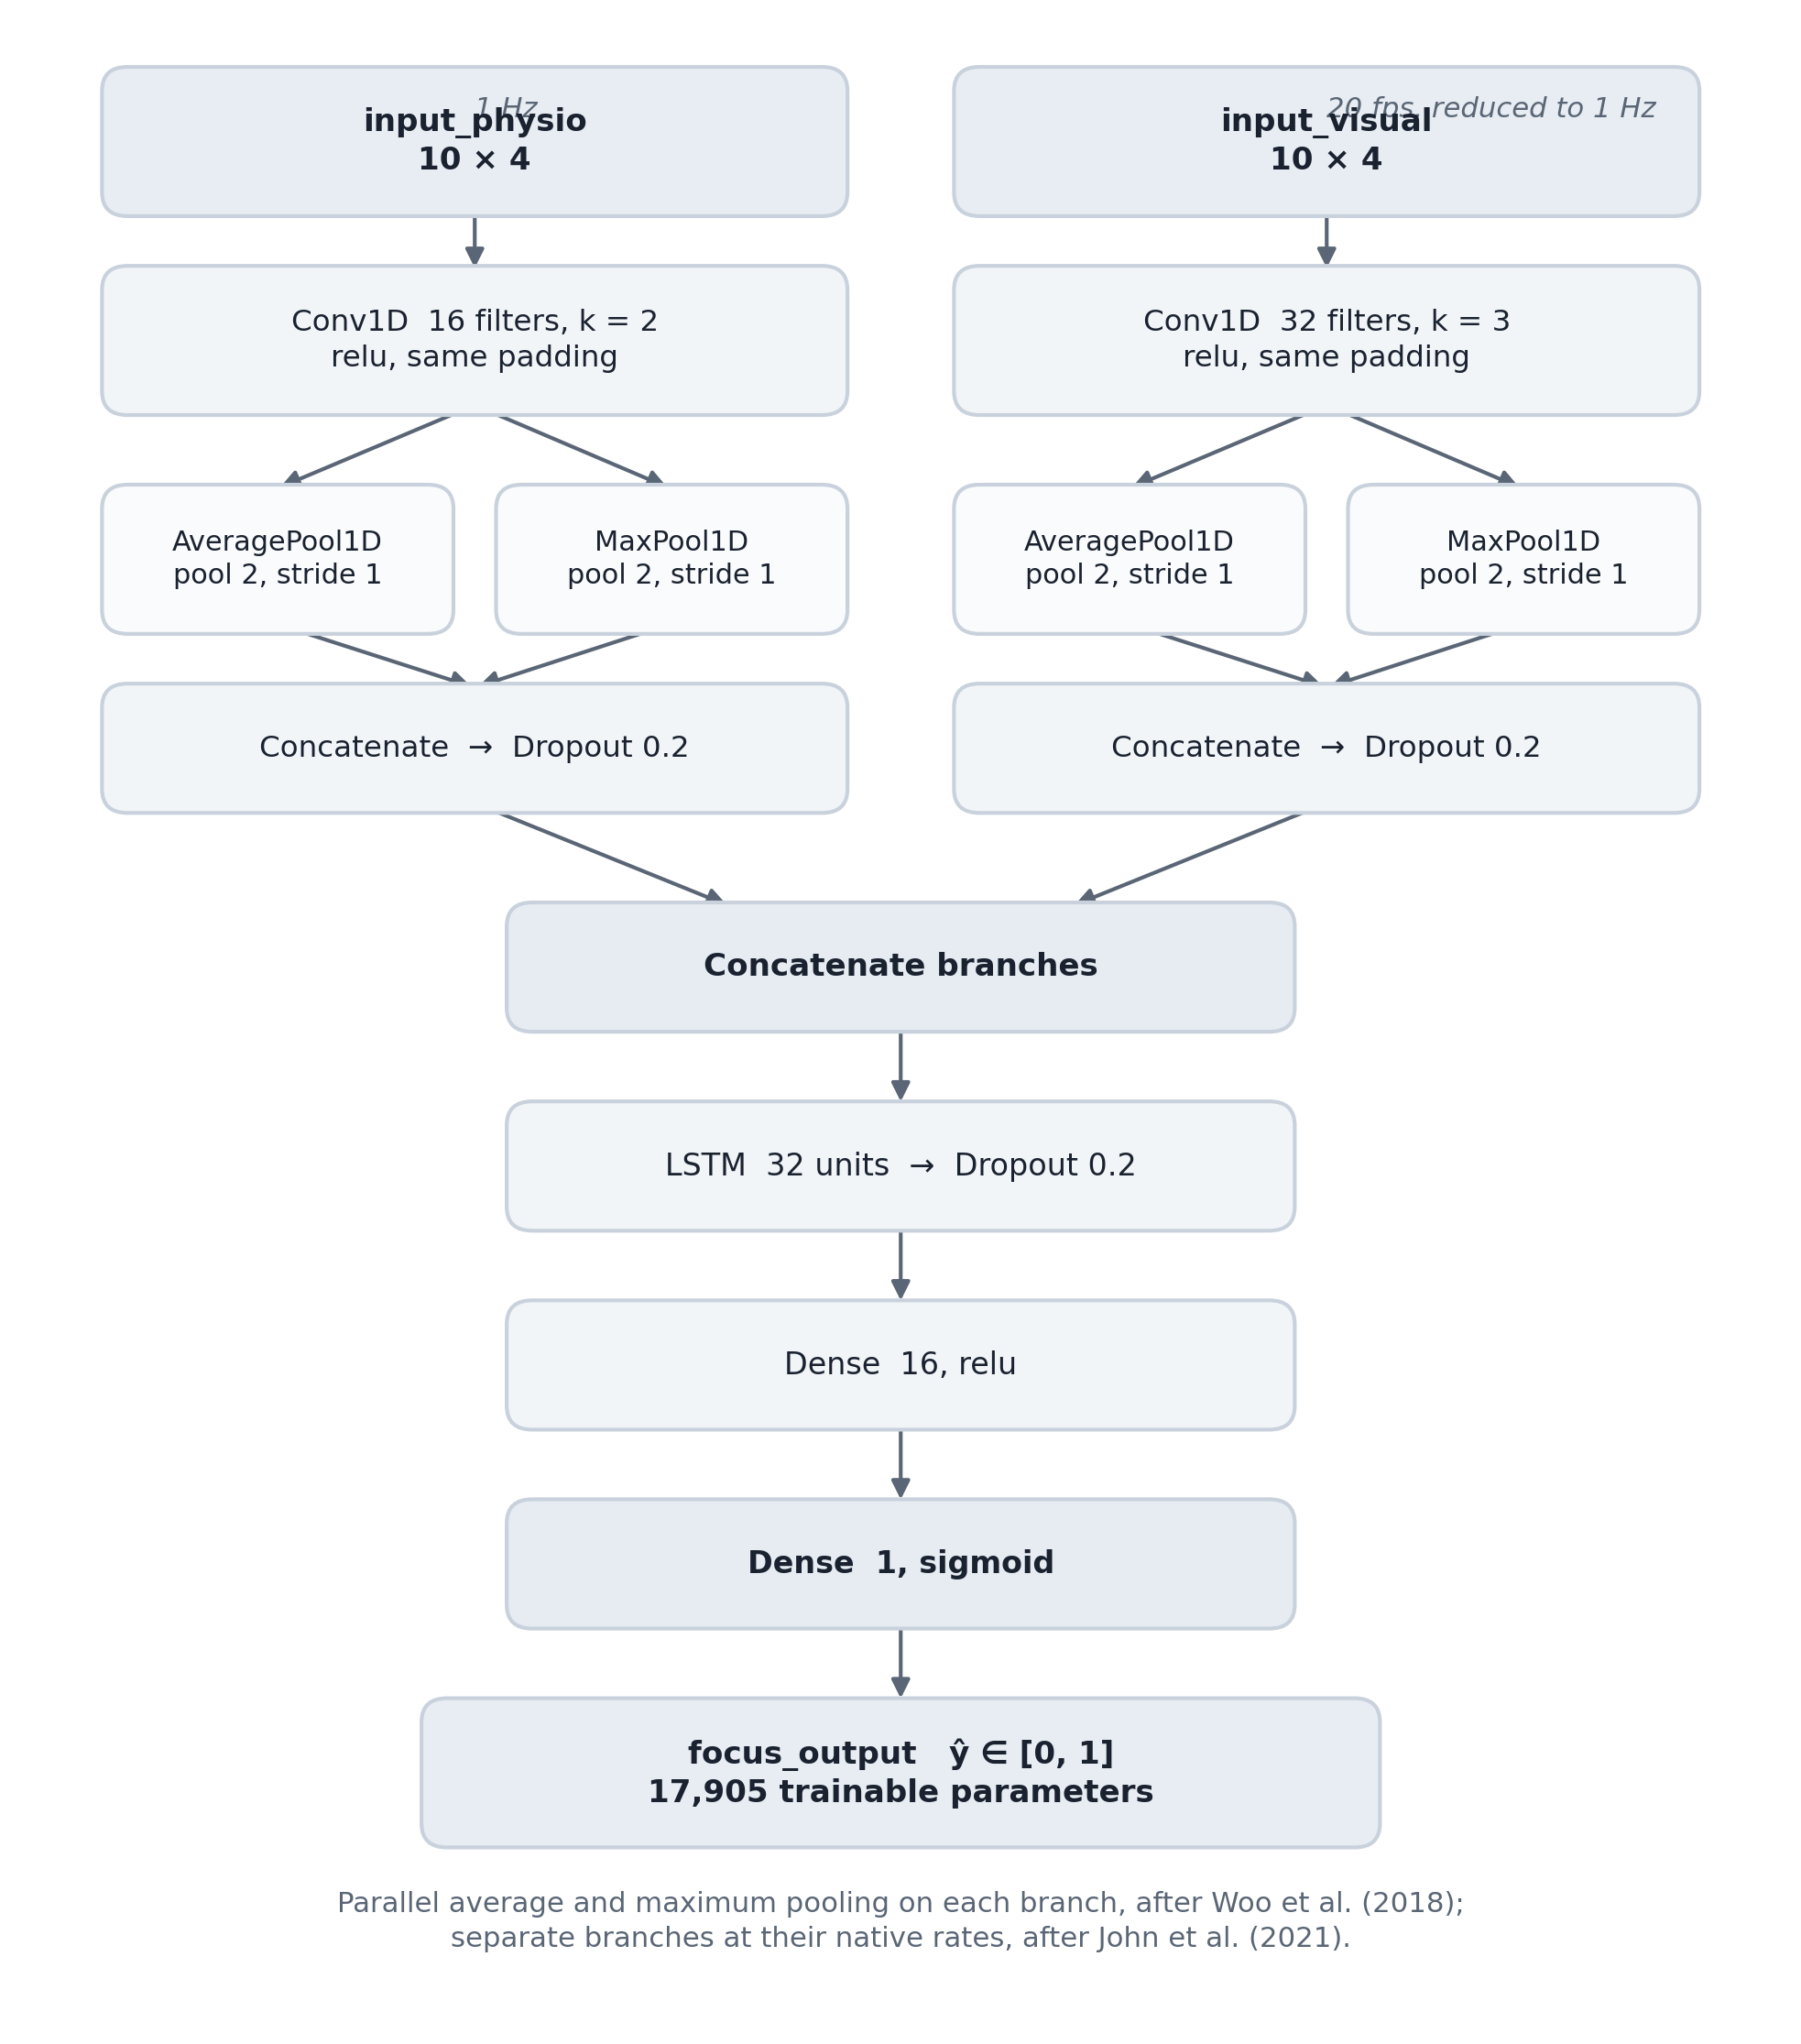 1 Hz
input_physio
10 × 4
20 fps, reduced to 1 Hz
input_visual
10 × 4
Conv1D  16 filters, k = 2
relu, same padding
Conv1D  32 filters, k = 3
relu, same padding
AveragePool1D
pool 2, stride 1
MaxPool1D
pool 2, stride 1
AveragePool1D
pool 2, stride 1
MaxPool1D
pool 2, stride 1
Concatenate → Dropout 0.2
Concatenate → Dropout 0.2
Concatenate branches
LSTM  32 units → Dropout 0.2
Dense  16, relu
Dense  1, sigmoid
focus_output   ŷ ∈ [0, 1]
17,905 trainable parameters
Parallel average and maximum pooling on each branch, after Woo et al. (2018);
separate branches at their native rates, after John et al. (2021).